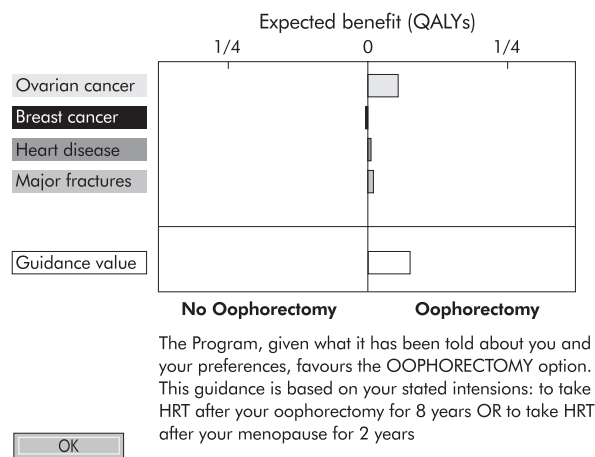 Expected benefit (QALYs)
1/4 0 1/4
Ovarian cancer
Breast cancer
Heart disease
Major fractures
Guidance value
No Oophorectomy Oophorectomy
The Program, given what it has been told about you and
your preferences, favours the OOPHORECTOMY option.
This guidance is based on your stated intensions: to take
HRT after your oophorectomy for 8 years OR to take HRT
after your menopause for 2 years
OK